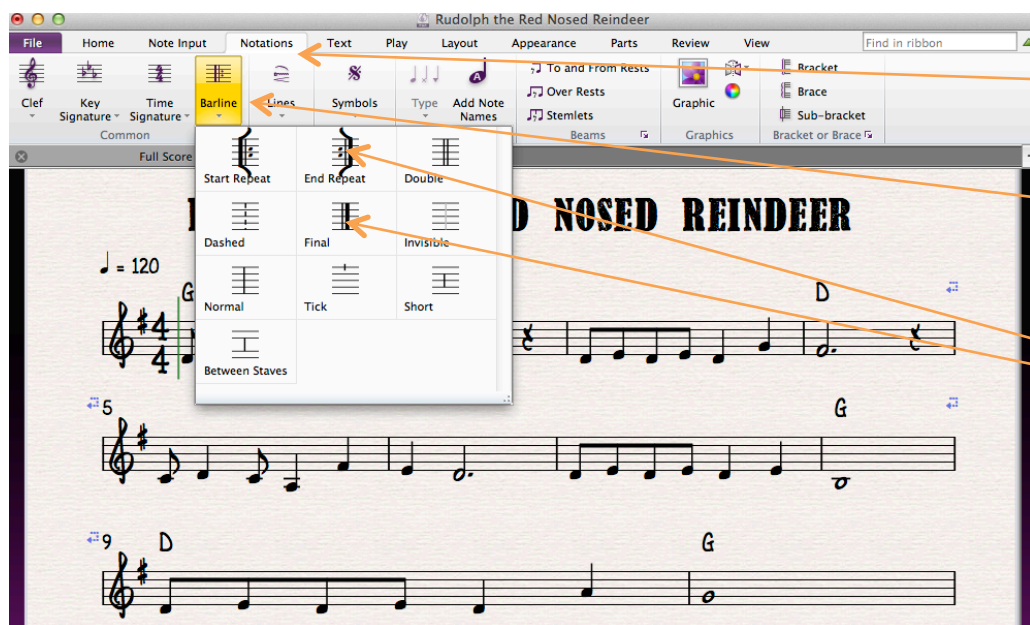 Rudolph the Red Nosed Reindeer
File Home Note Input Notations Text Play Layout Appearance Parts Review View Find in ribbon
Clef
Key Signature
Time Signature
Barline
Lines
Symbols
Type
Add Note Names
To and From Rests
Over Rests
Stemlets
Graphic
Bracket
Brace
Sub-bracket
Common Beams Graphics Bracket or Brace
Full Score
Start Repeat End Repeat Double
Dashed Final Invisible
Normal Tick Short
Between Staves
D NOSED REINDEER
♩ = 120
G D
4
4
5 G
9 D G